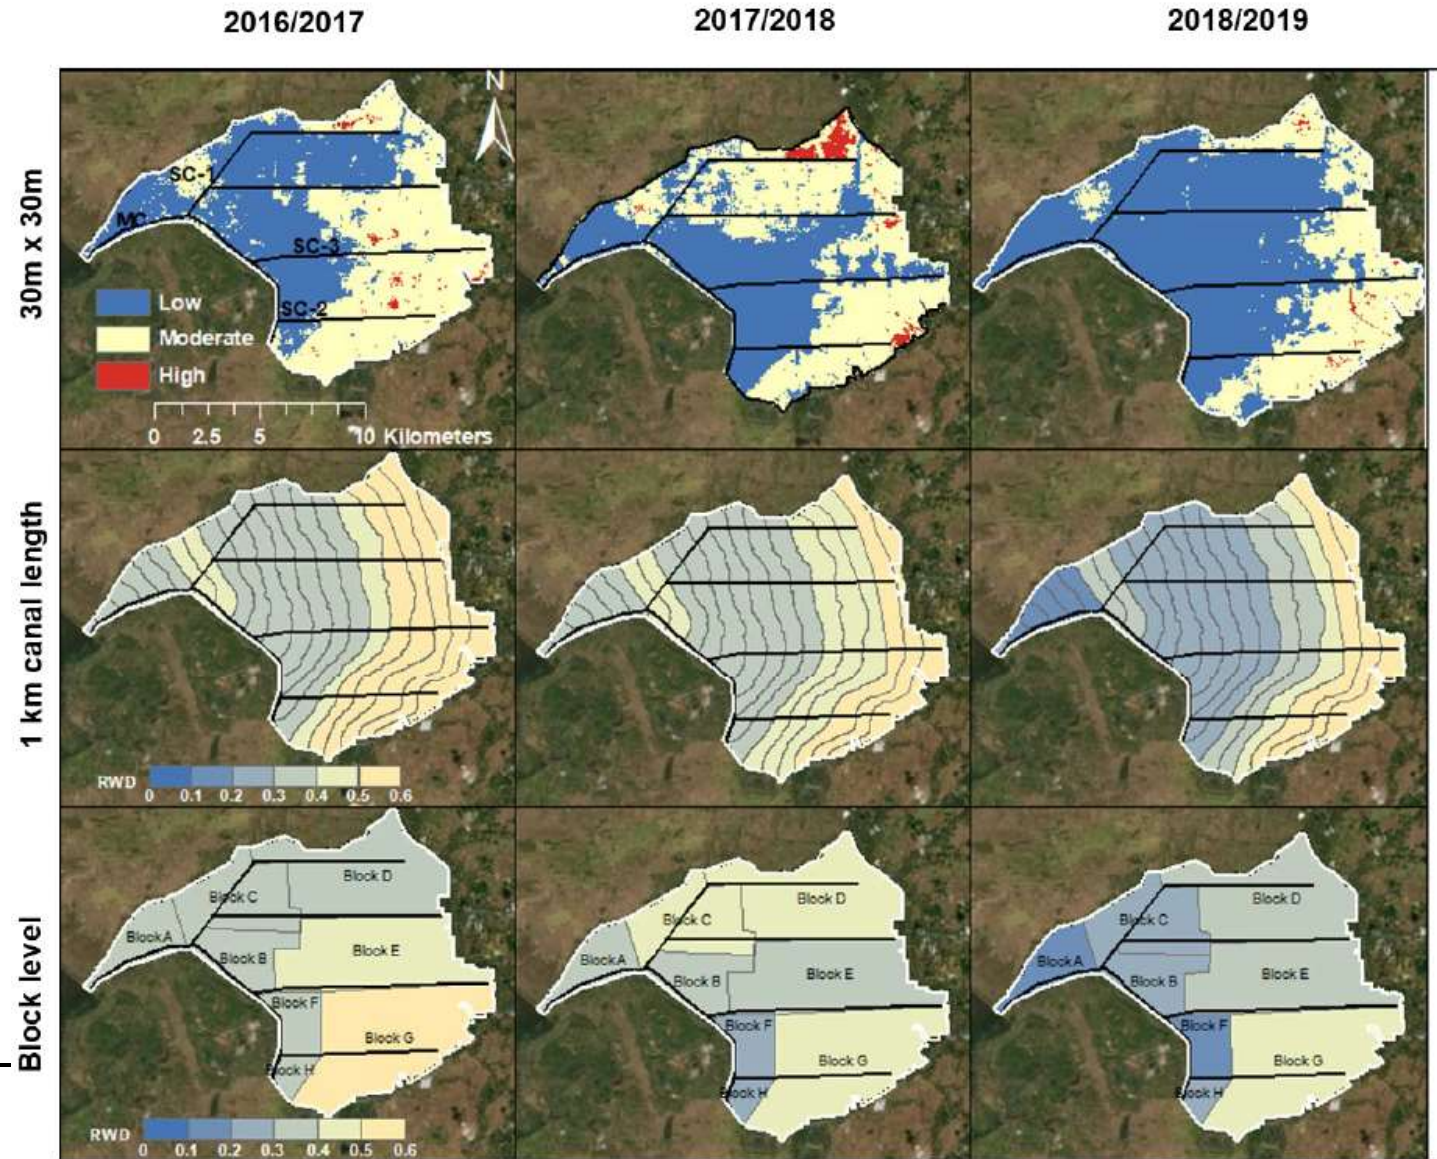 2016/2017
2017/2018
2018/2019
30m x 30m
N
SC-1
MC
SC-3
SC-2
Low
Moderate
High
0 2.5 5 10 Kilometers
1 km canal length
RWD
0 0.1 0.2 0.3 0.4 0.5 0.6
Block level
Block A
Block C
Block D
Block B
Block E
Block F
Block G
Block H
RWD
0 0.1 0.2 0.3 0.4 0.5 0.6
Block A
Block C
Block D
Block B
Block E
Block F
Block G
Block H
Block A
Block C
Block D
Block B
Block E
Block F
Block G
Block H